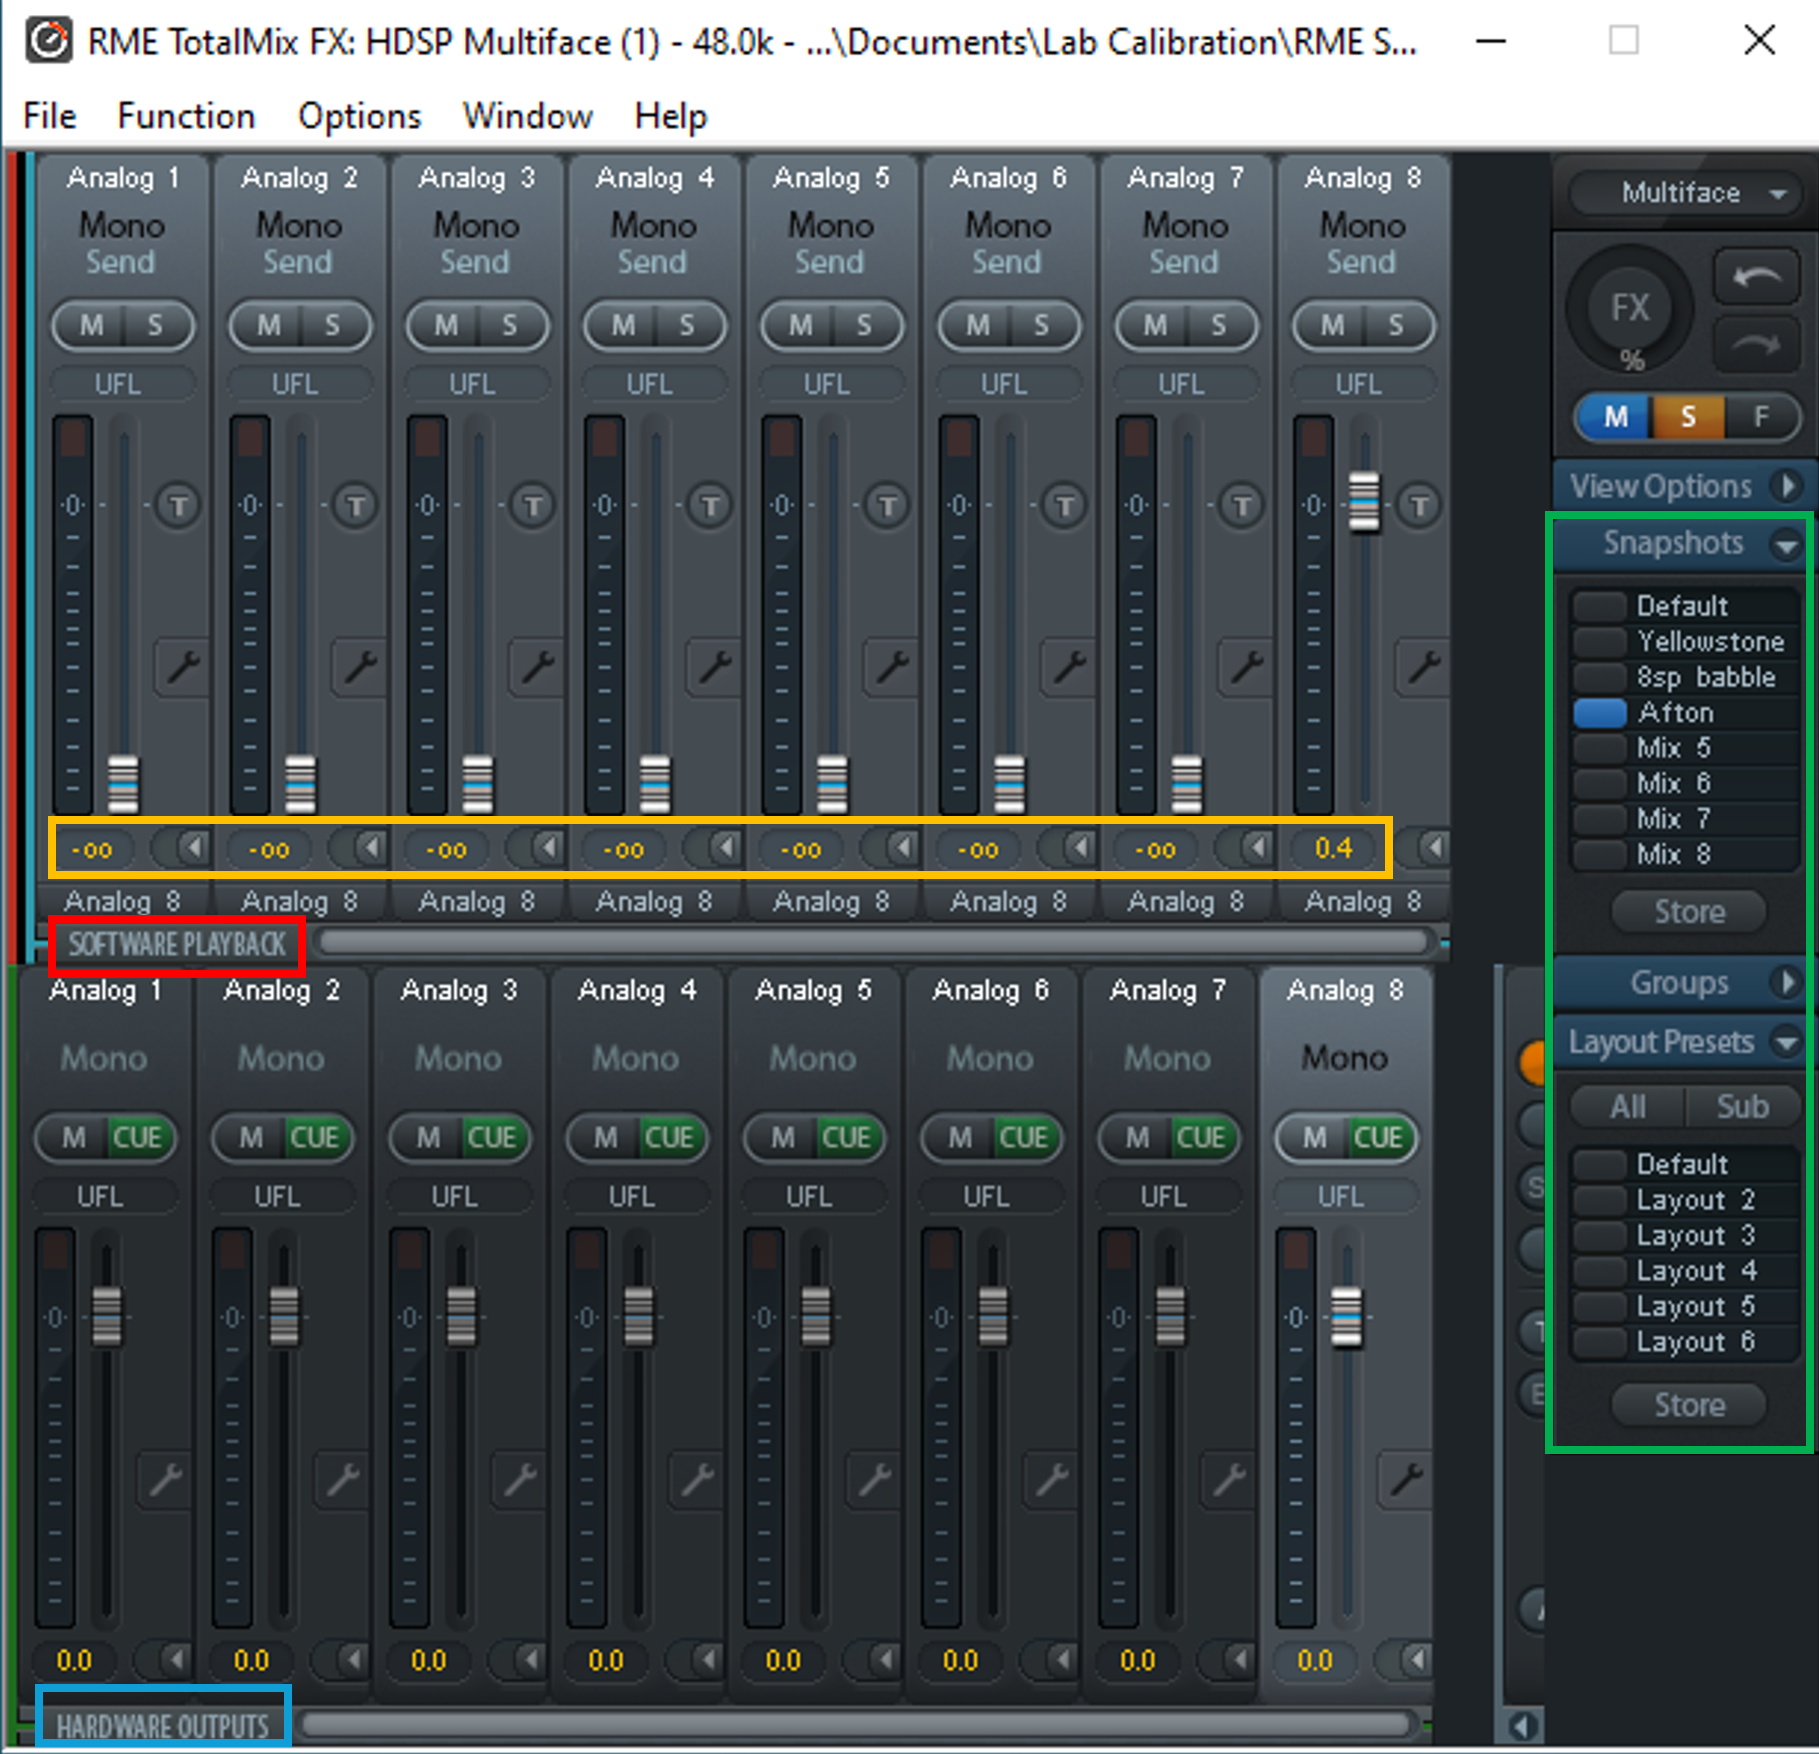 RME TotalMix FX: HDSP Multiface (1) - 48.0k - ...\Documents\Lab Calibration\RME S...
File Function Options Window Help
Analog 1 Analog 2 Analog 3 Analog 4 Analog 5 Analog 6 Analog 7 Analog 8
Mono Mono Mono Mono Mono Mono Mono Mono
Send Send Send Send Send Send Send Send
M S M S M S M S M S M S M S M S
UFL UFL UFL UFL UFL UFL UFL UFL
0 T 0 T 0 T 0 T 0 T 0 T 0 T 0 T
-oo -oo -oo -oo -oo -oo -oo 0.4
Analog 8 Analog 8 Analog 8 Analog 8 Analog 8 Analog 8 Analog 8 Analog 8
SOFTWARE PLAYBACK
Analog 1 Analog 2 Analog 3 Analog 4 Analog 5 Analog 6 Analog 7 Analog 8
Mono Mono Mono Mono Mono Mono Mono Mono
M CUE M CUE M CUE M CUE M CUE M CUE M CUE M CUE
UFL UFL UFL UFL UFL UFL UFL UFL
0 0 0 0 0 0 0 0
0.0 0.0 0.0 0.0 0.0 0.0 0.0 0.0
HARDWARE OUTPUTS
Multiface
FX
%
M S F
View Options
Snapshots
Default
Yellowstone
8sp babble
Afton
Mix 5
Mix 6
Mix 7
Mix 8
Store
Groups
Layout Presets
All Sub
Default
Layout 2
Layout 3
Layout 4
Layout 5
Layout 6
Store